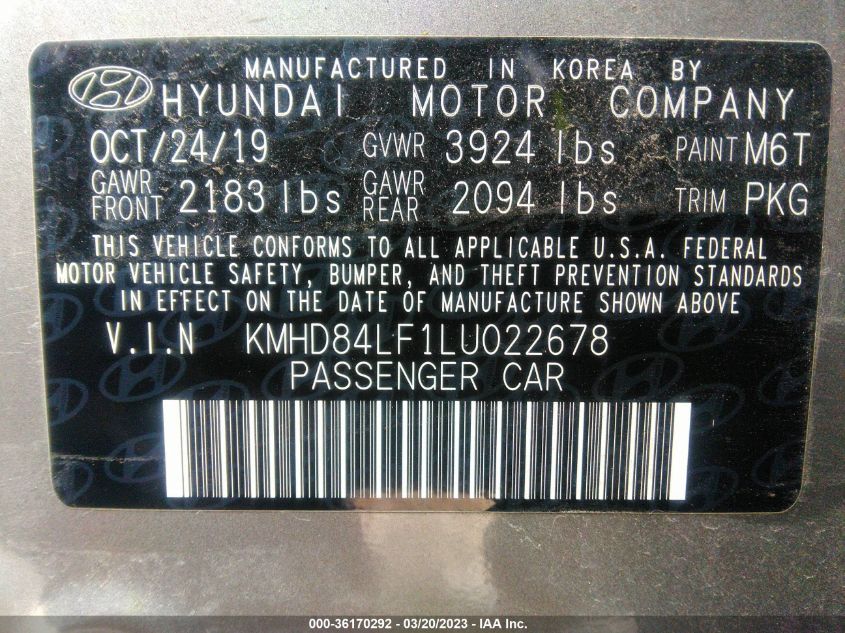 MANUFACTURED IN KOREA BY
HYUNDAI MOTOR COMPANY
OCT/24/19 GVWR 3924 lbs PAINT M6T
GAWR FRONT 2183 lbs GAWR REAR 2094 lbs TRIM PKG
THIS VEHICLE CONFORMS TO ALL APPLICABLE U.S.A. FEDERAL
MOTOR VEHICLE SAFETY, BUMPER, AND THEFT PREVENTION STANDARDS
IN EFFECT ON THE DATE OF MANUFACTURE SHOWN ABOVE
V.I.N KMHD84LF1LU022678
PASSENGER CAR
000-36170292 - 03/20/2023 - IAA Inc.